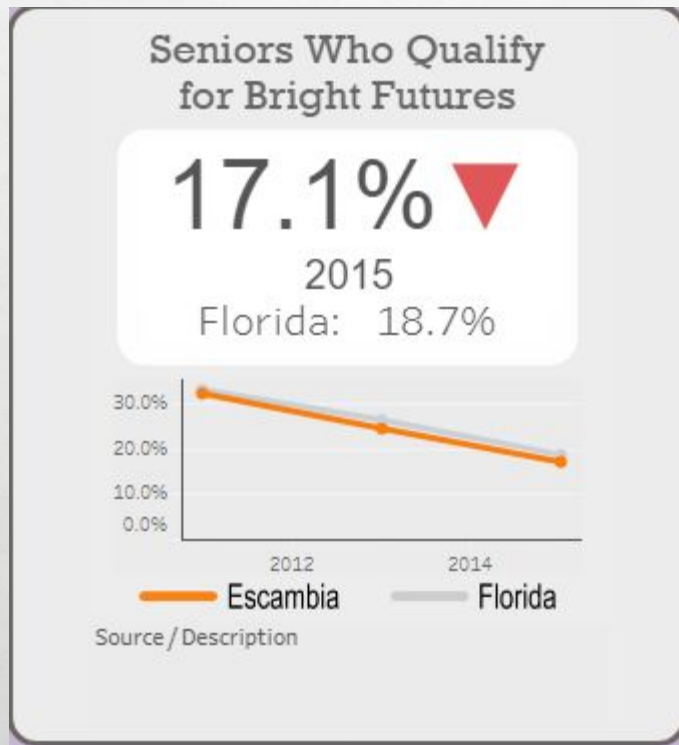 Seniors Who Qualify
for Bright Futures
17.1%
2015
Florida: 18.7%
30.0%
20.0%
10.0%
0.0%
2012 2014
Escambia Florida
Source / Description